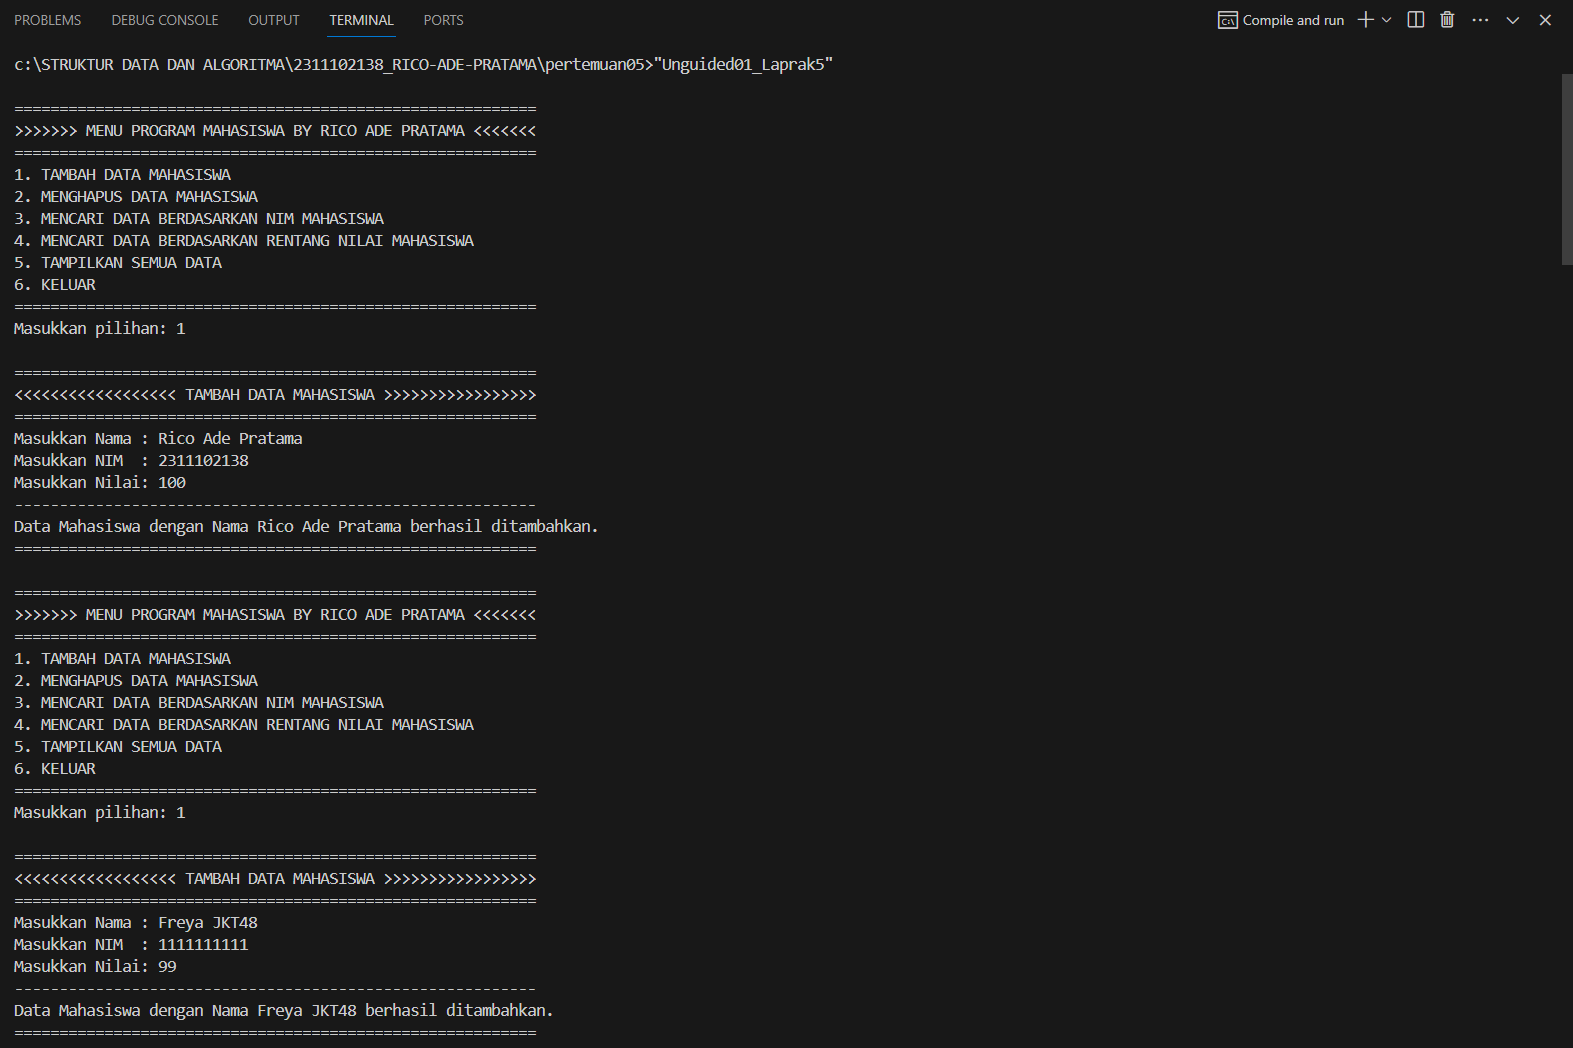 PROBLEMS DEBUG CONSOLE OUTPUT TERMINAL PORTS Compile and run
c:\STRUKTUR DATA DAN ALGORITMA\2311102138_RICO-ADE-PRATAMA\pertemuan05>"Unguided01_Laprak5"
==========================================================
>>>>>>> MENU PROGRAM MAHASISWA BY RICO ADE PRATAMA <<<<<<<
==========================================================
1. TAMBAH DATA MAHASISWA
2. MENGHAPUS DATA MAHASISWA
3. MENCARI DATA BERDASARKAN NIM MAHASISWA
4. MENCARI DATA BERDASARKAN RENTANG NILAI MAHASISWA
5. TAMPILKAN SEMUA DATA
6. KELUAR
==========================================================
Masukkan pilihan: 1
==========================================================
<<<<<<<<<<<<<<<<<< TAMBAH DATA MAHASISWA >>>>>>>>>>>>>>>>>
==========================================================
Masukkan Nama : Rico Ade Pratama
Masukkan NIM  : 2311102138
Masukkan Nilai: 100
----------------------------------------------------------
Data Mahasiswa dengan Nama Rico Ade Pratama berhasil ditambahkan.
==========================================================
==========================================================
>>>>>>> MENU PROGRAM MAHASISWA BY RICO ADE PRATAMA <<<<<<<
==========================================================
1. TAMBAH DATA MAHASISWA
2. MENGHAPUS DATA MAHASISWA
3. MENCARI DATA BERDASARKAN NIM MAHASISWA
4. MENCARI DATA BERDASARKAN RENTANG NILAI MAHASISWA
5. TAMPILKAN SEMUA DATA
6. KELUAR
==========================================================
Masukkan pilihan: 1
==========================================================
<<<<<<<<<<<<<<<<<< TAMBAH DATA MAHASISWA >>>>>>>>>>>>>>>>>
==========================================================
Masukkan Nama : Freya JKT48
Masukkan NIM  : 1111111111
Masukkan Nilai: 99
----------------------------------------------------------
Data Mahasiswa dengan Nama Freya JKT48 berhasil ditambahkan.
==========================================================